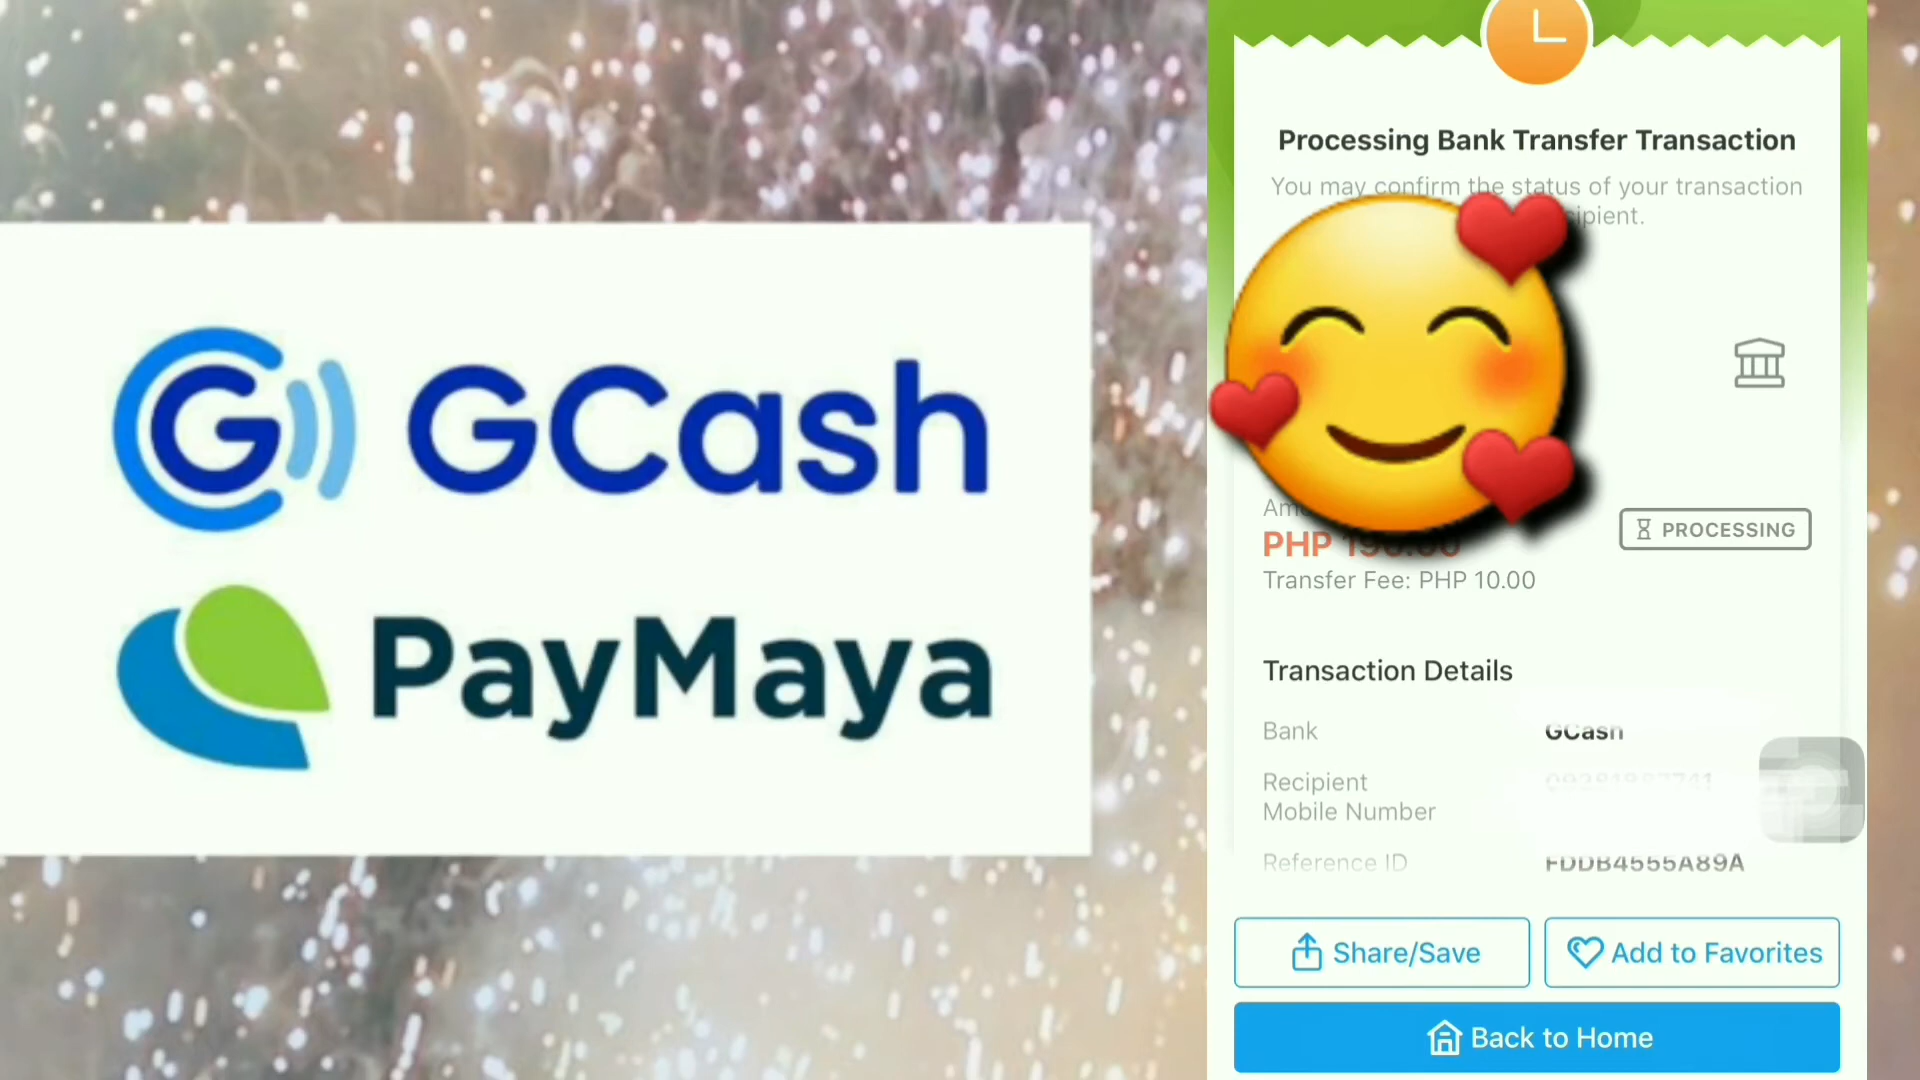 GCash
PayMaya
Processing Bank Transfer Transaction
You may confirm the status of your transaction
PHP
Transfer Fee: PHP 10.00
PROCESSING
Transaction Details
Bank GCash
Recipient
Mobile Number
Reference ID FDDB4555A89A
Share/Save
Add to Favorites
Back to Home